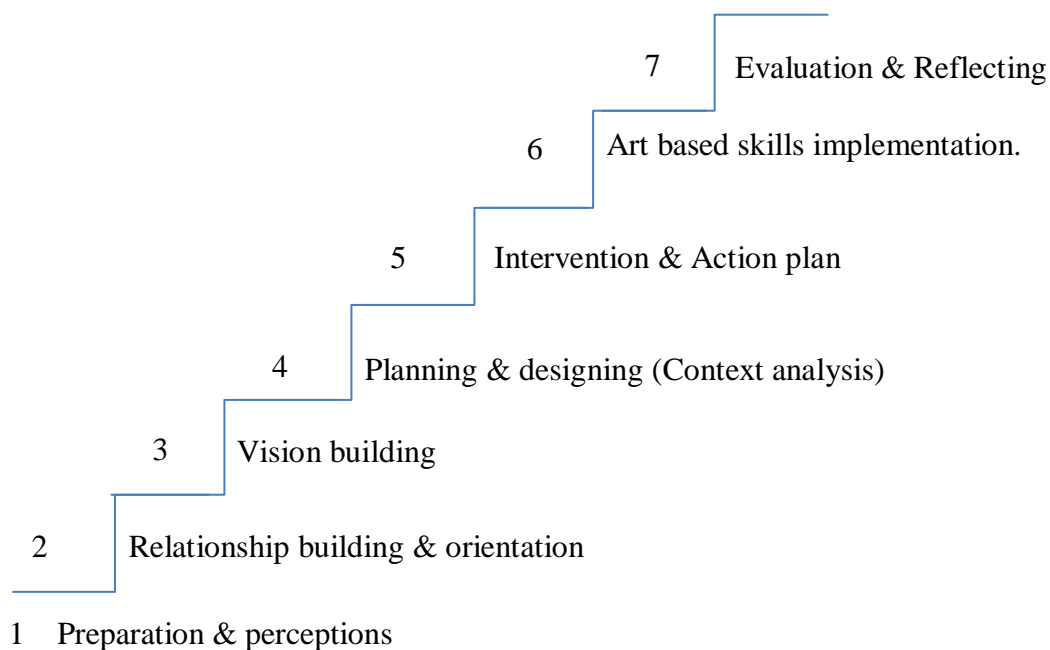 7 Evaluation & Reflecting
6 Art based skills implementation.
5 Intervention & Action plan
4 Planning & designing (Context analysis)
3 Vision building
2 Relationship building & orientation
1 Preparation & perceptions